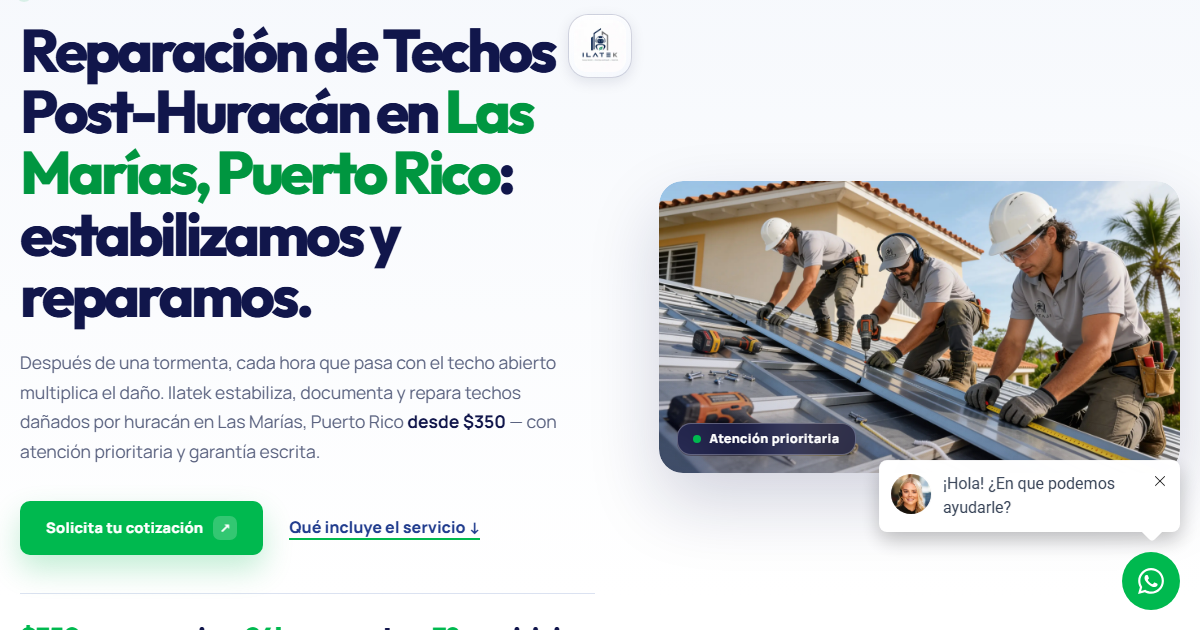 Reparación de Techos
ILATEK
Post-Huracán en Las
Marías, Puerto Rico:
estabilizamos y
reparamos.
Después de una tormenta, cada hora que pasa con el techo abierto
multiplica el daño. Ilatek estabiliza, documenta y repara techos
dañados por huracán en Las Marías, Puerto Rico desde $350 — con
atención prioritaria y garantía escrita.
Atención prioritaria
¡Hola! ¿En que podemos
ayudarle?
Solicita tu cotización ↗
Qué incluye el servicio ↓